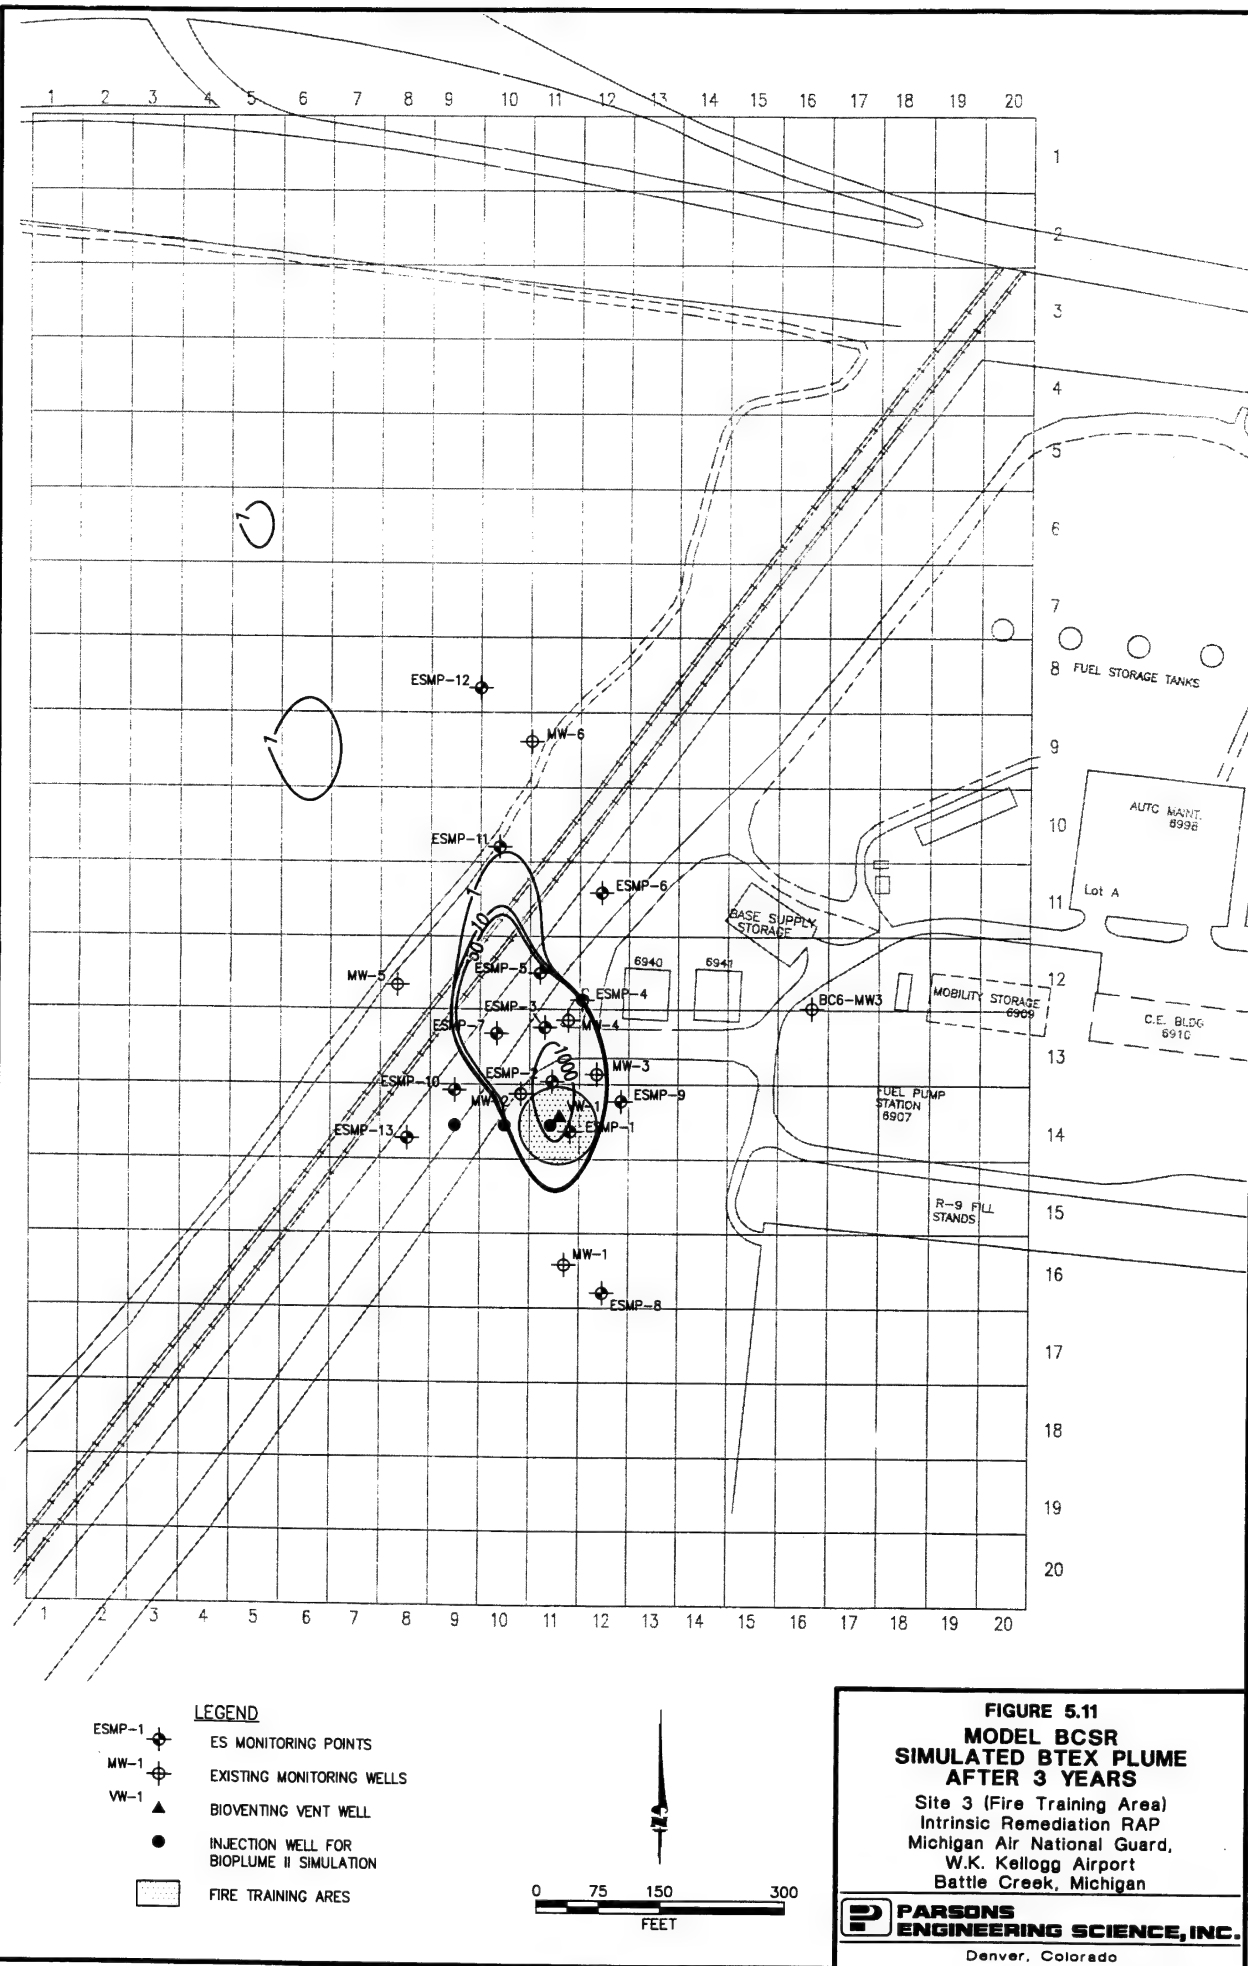 1 2 3 4 5 6 7 8 9 10 11 12 13 14 15 16 17 18 19 20
1
2
3
4
5
1
6
7
FUEL STORAGE TANKS
8
ESMP-12
MW-6
1
9
AUTO MAINT.
6998
10
ESMP-11
ESMP-6
1
Lot A
11
BASE SUPPLY
STORAGE
10
50
6940
6941
ESMP-5
MW-5
12
ESMP-4
BC6-MW3
MOBILITY STORAGE
6909
ESMP-3
C.E. BLDG
6910
MW-4
ESMP-7
1000
13
MW-3
ESMP-2
ESMP-10
ESMP-9
MW-2
VW-1
FUEL PUMP
STATION
6907
ESMP-13
ESMP-1
14
R-9 FILL
STANDS
15
MW-1
16
ESMP-8
17
18
19
20
1 2 3 4 5 6 7 8 9 10 11 12 13 14 15 16 17 18 19 20
LEGEND
ESMP-1
ES MONITORING POINTS
MW-1
EXISTING MONITORING WELLS
VW-1
BIOVENTING VENT WELL
INJECTION WELL FOR
BIOPLUME II SIMULATION
FIRE TRAINING ARES
N
0 75 150 300
FEET
FIGURE 5.11
MODEL BCSR
SIMULATED BTEX PLUME
AFTER 3 YEARS
Site 3 (Fire Training Area)
Intrinsic Remediation RAP
Michigan Air National Guard,
W.K. Kellogg Airport
Battle Creek, Michigan
PARSONS
ENGINEERING SCIENCE, INC.
Denver, Colorado